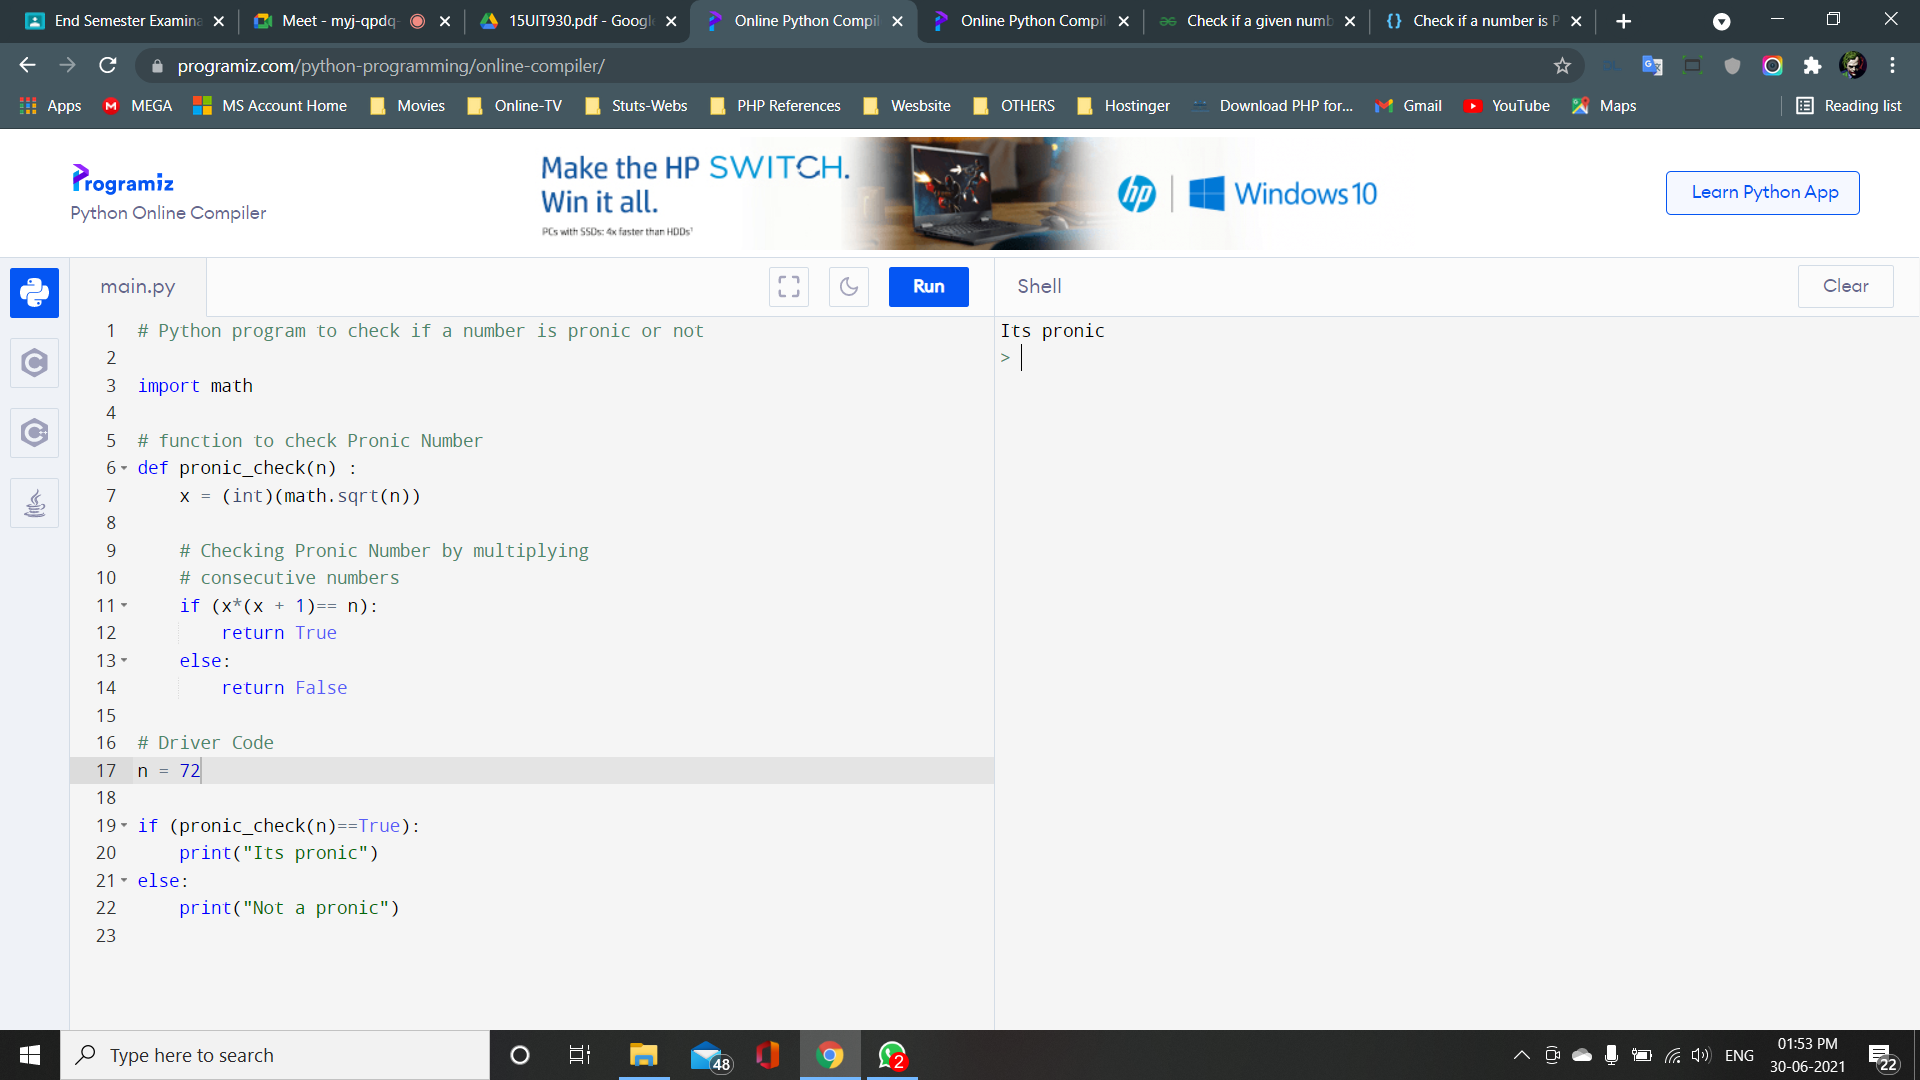 End Semester Examina
Meet - myj-qpdq-
15UIT930.pdf - Google
Online Python Compil
Online Python Compil
Check if a given numb
Check if a number is P
programiz.com/python-programming/online-compiler/
Apps
MEGA
MS Account Home
Movies
Online-TV
Stuts-Webs
PHP References
Wesbsite
OTHERS
Hostinger
Download PHP for...
Gmail
YouTube
Maps
Reading list
Programiz
Python Online Compiler
Make the HP SWITCH.
Win it all.
PCs with SSDs: 4x faster than HDDs¹
hp
Windows 10
Learn Python App
main.py
Run
Shell
Clear
1 # Python program to check if a number is pronic or not
2
3 import math
4
5 # function to check Pronic Number
6 def pronic_check(n) :
7     x = (int)(math.sqrt(n))
8
9     # Checking Pronic Number by multiplying
10     # consecutive numbers
11     if (x*(x + 1)== n):
12         return True
13     else:
14         return False
15
16 # Driver Code
17 n = 72
18
19 if (pronic_check(n)==True):
20     print("Its pronic")
21 else:
22     print("Not a pronic")
23
Its pronic
>
Type here to search
48
2
ENG
01:53 PM
30-06-2021
22